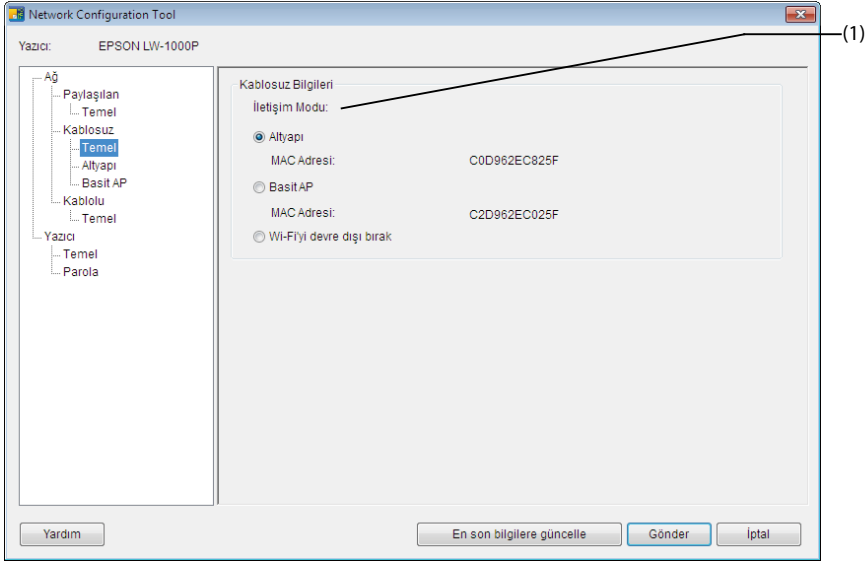 Network Configuration Tool
(1)
Yazıcı: EPSON LW-1000P
Ağ
Paylaşılan
Temel
Kablosuz
Temel
Altyapı
Basit AP
Kablolu
Temel
Yazıcı
Temel
Parola
Kablosuz Bilgileri
İletişim Modu:
Altyapı
MAC Adresi: C0D962EC825F
Basit AP
MAC Adresi: C2D962EC025F
Wi-Fi'yi devre dışı bırak
Yardım En son bilgilere güncelle Gönder İptal